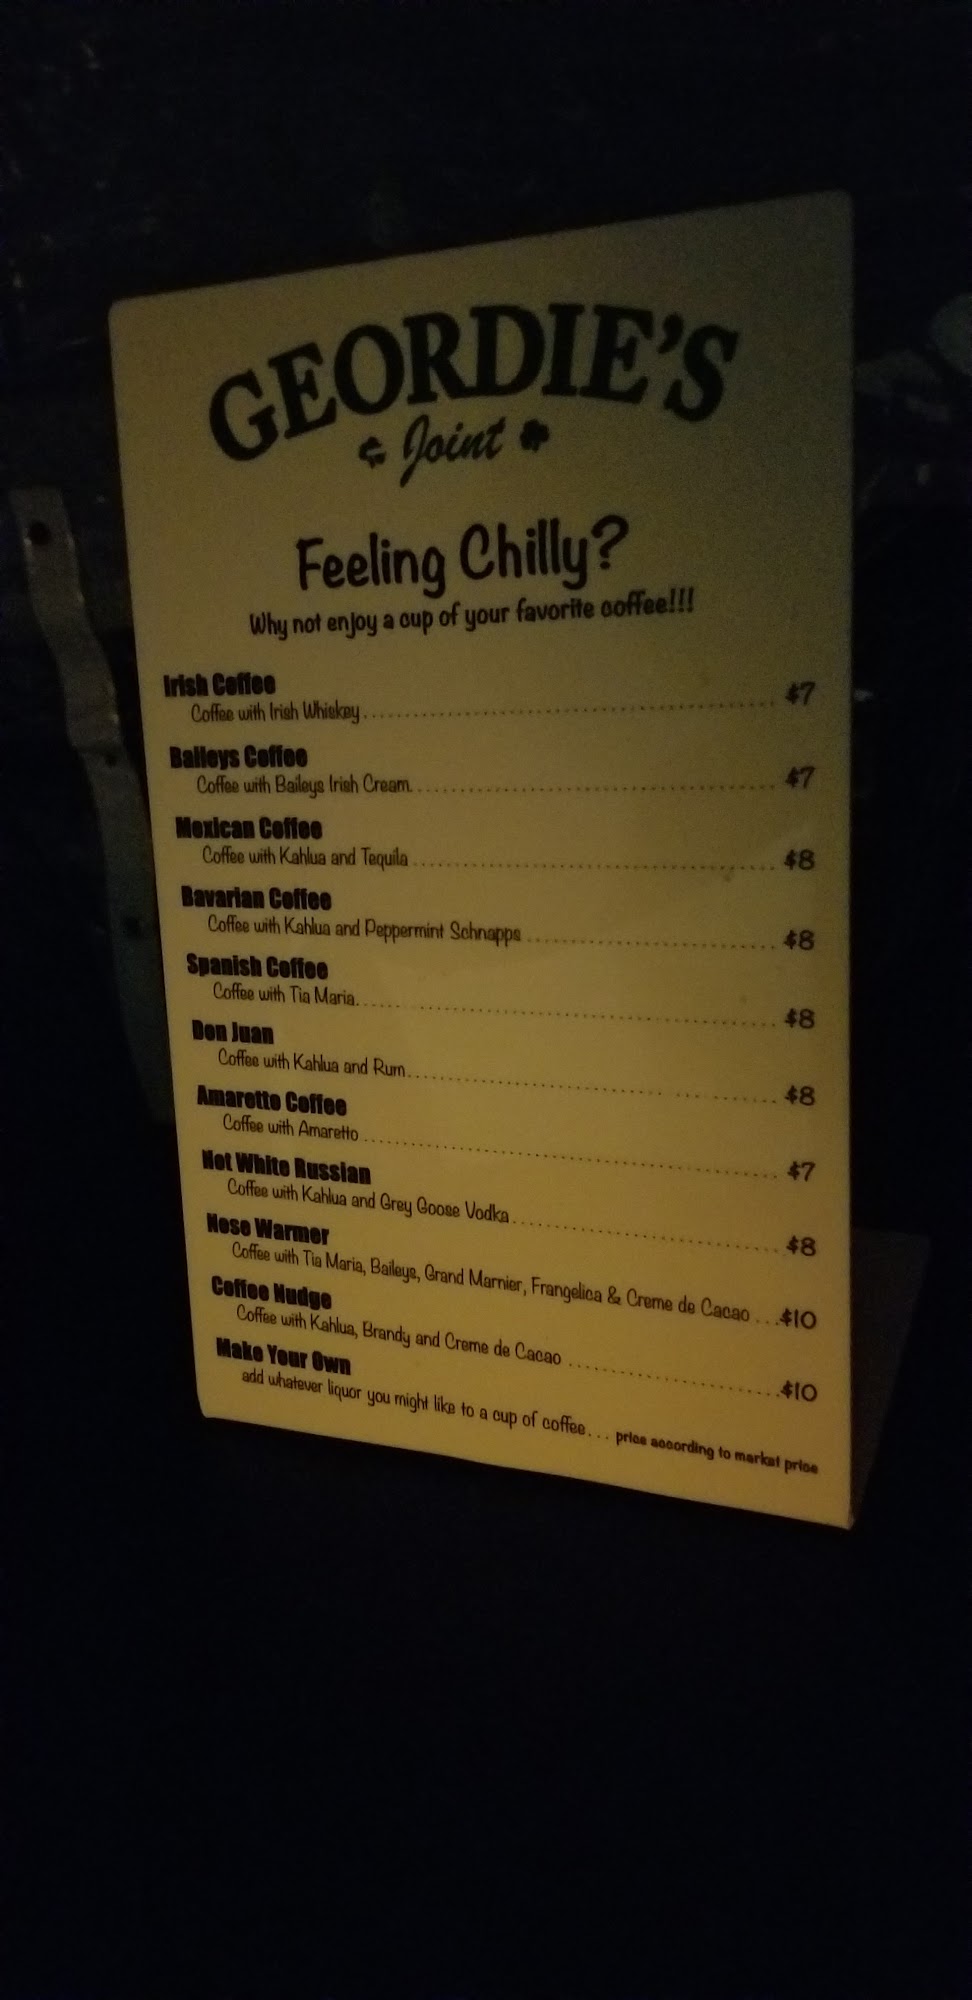 GEORDIE'S
Joint
Feeling Chilly?
Why not enjoy a cup of your favorite coffee!!!
Irish Coffee
Coffee with Irish Whiskey.......... $7
Baileys Coffee
Coffee with Baileys Irish Cream.......... $7
Mexican Coffee
Coffee with Kahlua and Tequila.......... $8
Bavarian Coffee
Coffee with Kahlua and Peppermint Schnapps.......... $8
Spanish Coffee
Coffee with Tia Maria.......... $8
Don Juan
Coffee with Kahlua and Rum.......... $8
Amaretto Coffee
Coffee with Amaretto.......... $7
Hot White Russian
Coffee with Kahlua and Grey Goose Vodka.......... $8
Nose Warmer
Coffee with Tia Maria, Baileys, Grand Marnier, Frangelica & Creme de Cacao ...$10
Coffee Nudge
Coffee with Kahlua, Brandy and Creme de Cacao ..........$10
Make Your Own
add whatever liquor you might like to a cup of coffee... price according to market price